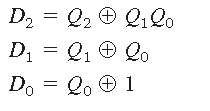 D₂ = Q₂ ⊕ Q₁Q₀
D₁ = Q₁ ⊕ Q₀
D₀ = Q₀ ⊕ 1